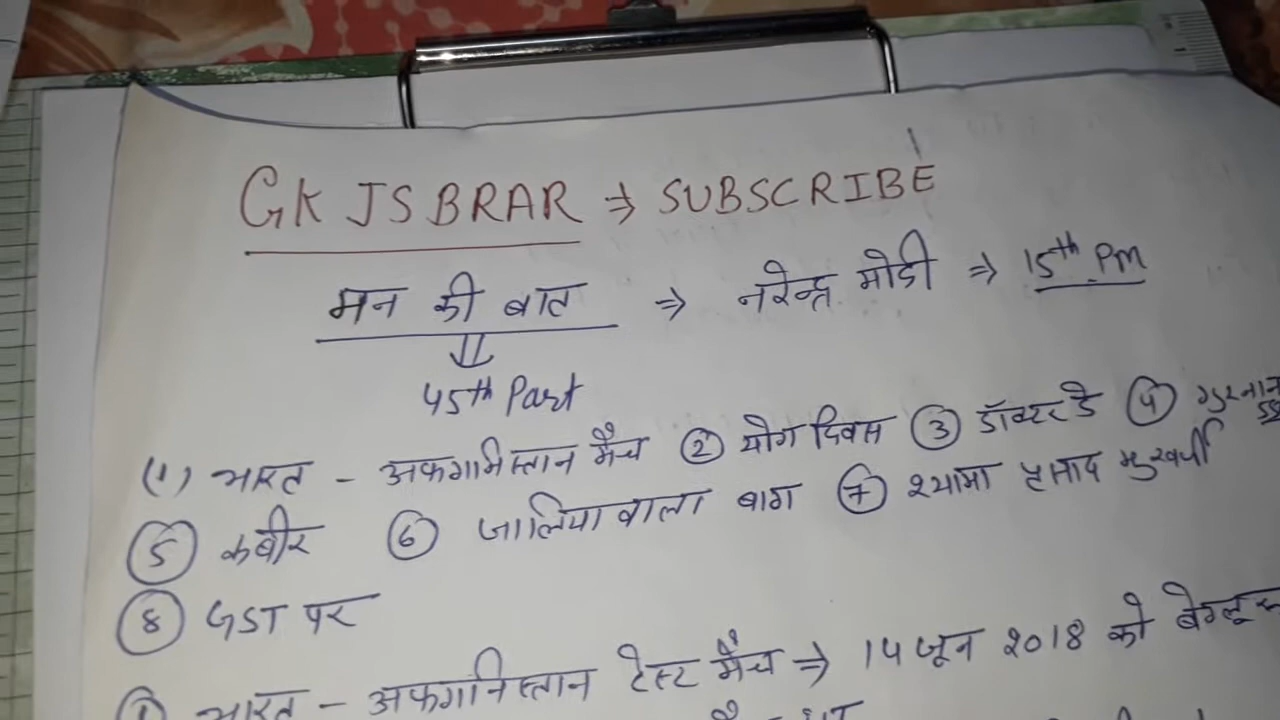 GK JS BRAR ⇒ SUBSCRIBE
मन की बात ⇒ नरेन्द्र मोदी ⇒ 15th PM
45th Part
(1) भारत - अफगानिस्तान मैच ② योग दिवस ③ डॉक्टर डे ④ गुरुनान
⑤ कबीर ⑥ जालियावाला बाग ⑦ श्यामा प्रसाद मुखर्जी
⑧ GST पर
① भारत - अफगानिस्तान टेस्ट मैच ⇒ 14 जून 2018 को